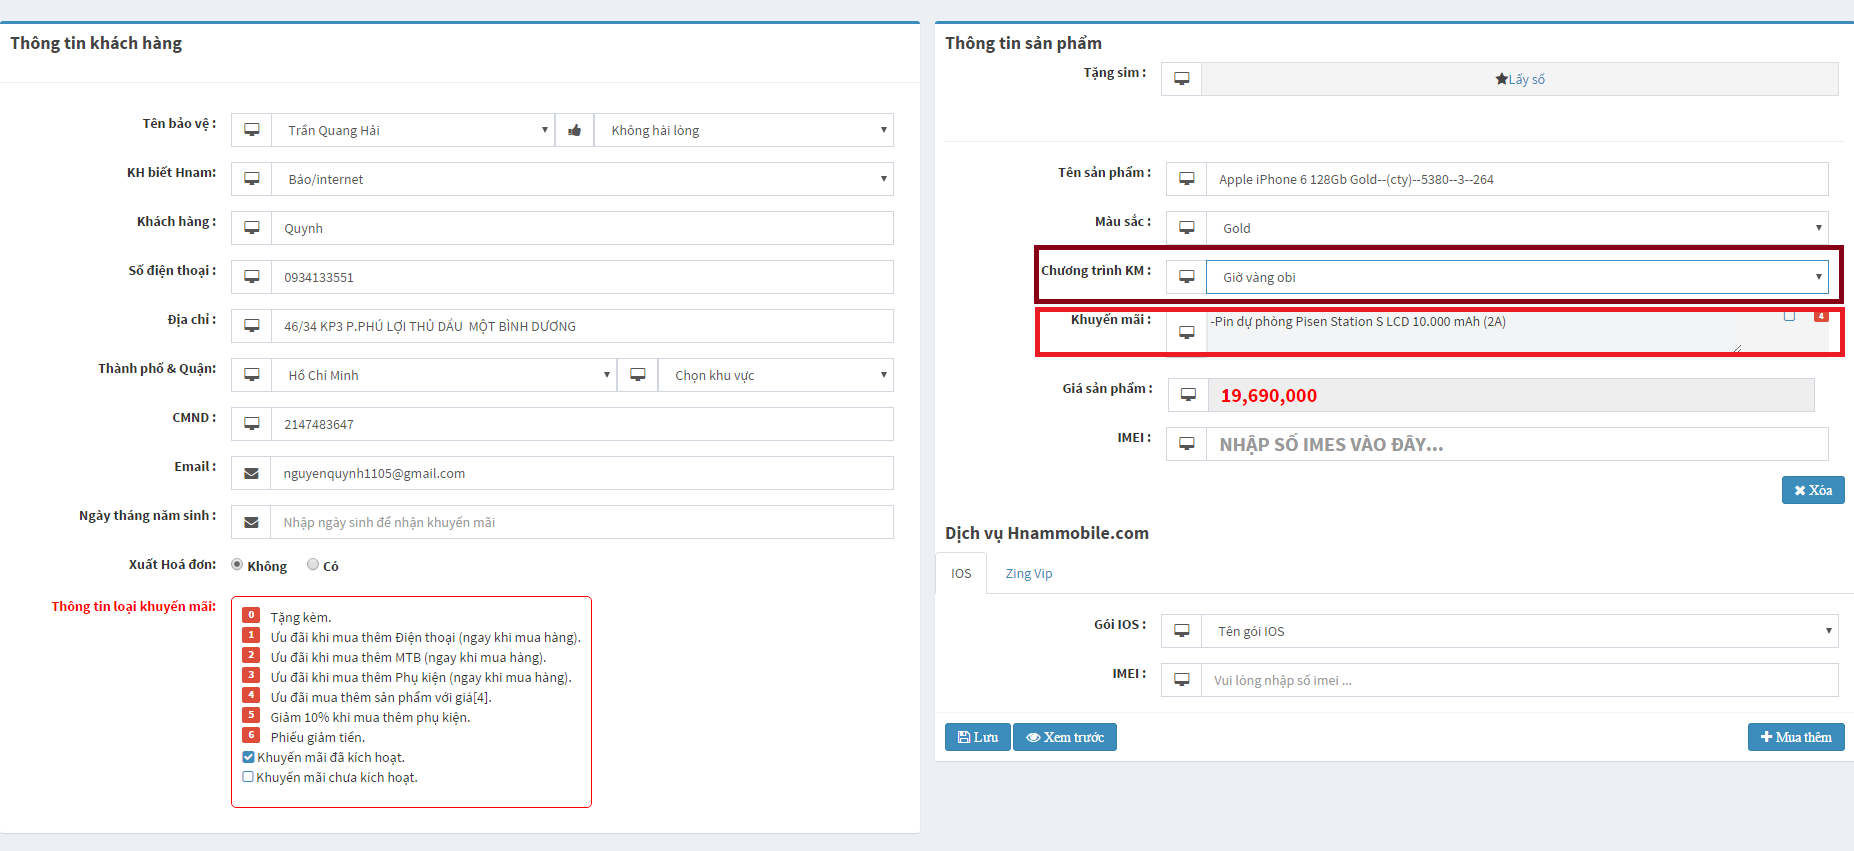 Thông tin khách hàng
Tên bảo vệ :
Trần Quang Hải
Không hài lòng
KH biết Hnam:
Báo/internet
Khách hàng :
Quynh
Số điện thoại :
0934133551
Địa chỉ :
46/34 KP3 P.PHÚ LỢI THỦ DẦU  MỘT BÌNH DƯƠNG
Thành phố & Quận:
Hồ Chí Minh
Chọn khu vực
CMND :
2147483647
Email :
nguyenquynh1105@gmail.com
Ngày tháng năm sinh :
Nhập ngày sinh để nhận khuyến mãi
Xuất Hoá đơn:
Không
Có
Thông tin loại khuyến mãi:
0 Tặng kèm.
1 Ưu đãi khi mua thêm Điện thoại (ngay khi mua hàng).
2 Ưu đãi khi mua thêm MTB (ngay khi mua hàng).
3 Ưu đãi khi mua thêm Phụ kiện (ngay khi mua hàng).
4 Ưu đãi mua thêm sản phẩm với giá[4].
5 Giảm 10% khi mua thêm phụ kiện.
6 Phiếu giảm tiền.
Khuyến mãi đã kích hoạt.
Khuyến mãi chưa kích hoạt.
Thông tin sản phẩm
Tặng sim :
Lấy số
Tên sản phẩm :
Apple iPhone 6 128Gb Gold--(cty)--5380--3--264
Màu sắc :
Gold
Chương trình KM :
Giờ vàng obi
Khuyến mãi :
-Pin dự phòng Pisen Station S LCD 10.000 mAh (2A)
4
Giá sản phẩm :
19,690,000
IMEI :
NHẬP SỐ IMES VÀO ĐÂY...
Xóa
Dịch vụ Hnammobile.com
IOS
Zing Vip
Gói IOS :
Tên gói IOS
IMEI :
Vui lòng nhập số imei ...
Lưu
Xem trước
Mua thêm